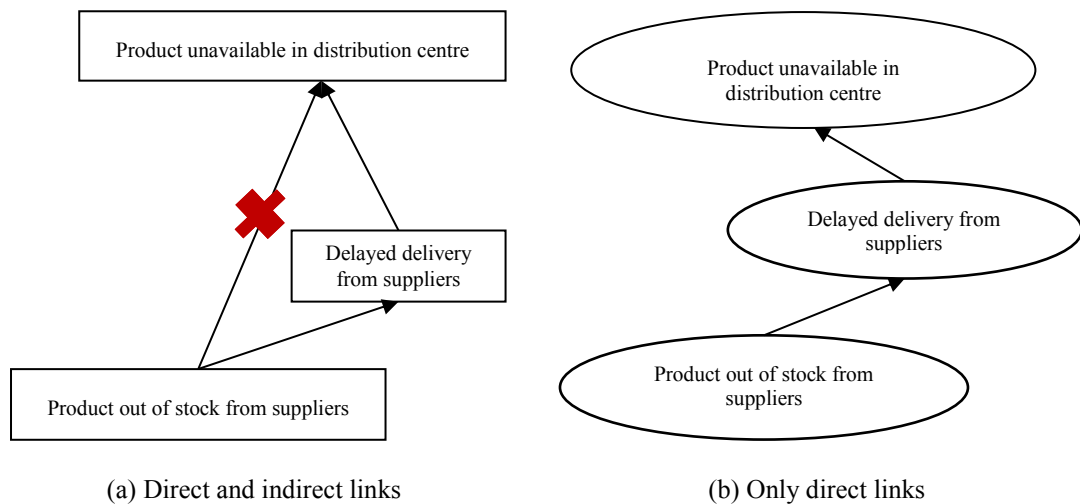 Product unavailable in distribution centre
Delayed delivery
from suppliers
Product out of stock from suppliers
(a) Direct and indirect links
Product unavailable in
distribution centre
Delayed delivery from
suppliers
Product out of stock from
suppliers
(b) Only direct links